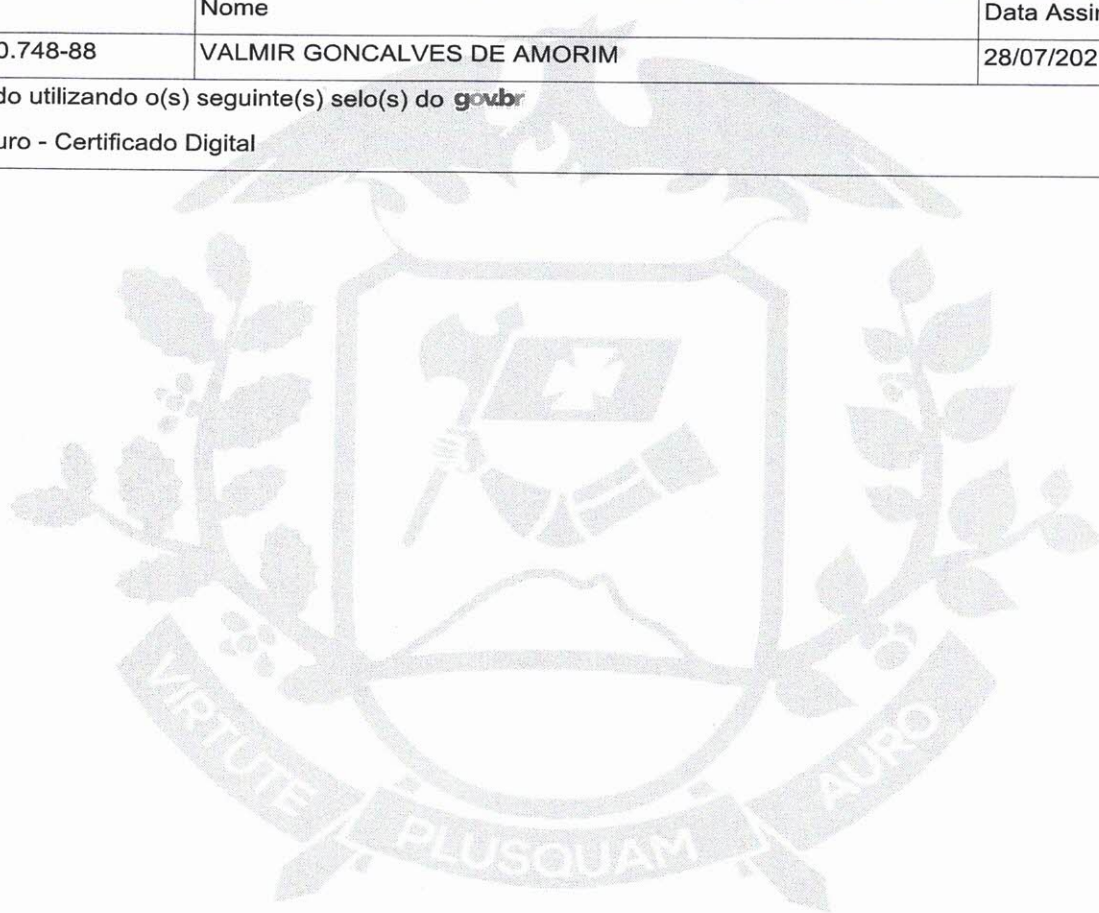 Nome Data Assin
0.748-88 VALMIR GONCALVES DE AMORIM 28/07/202
do utilizando o(s) seguinte(s) selo(s) do gov.br
uro - Certificado Digital
VIRTUTE PLUSQUAM AURO